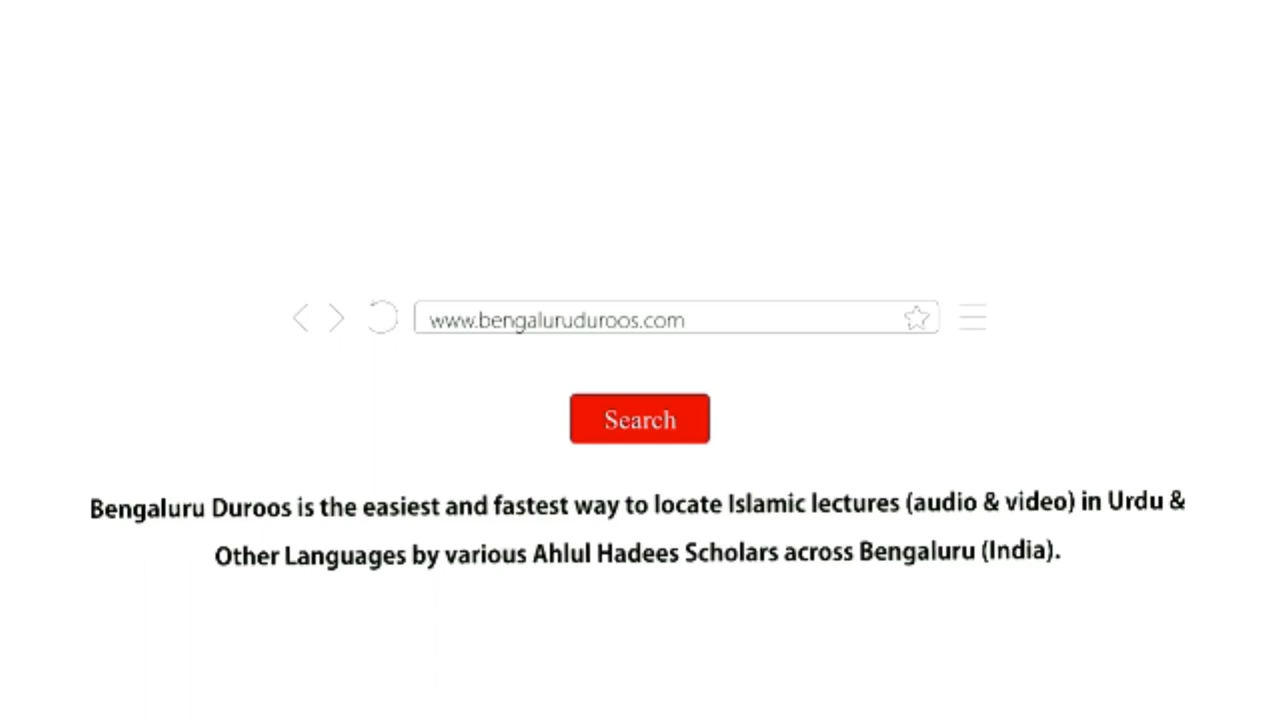 www.bengaluruduroos.com
Search
Bengaluru Duroos is the easiest and fastest way to locate Islamic lectures (audio & video) in Urdu &
Other Languages by various Ahlul Hadees Scholars across Bengaluru (India).